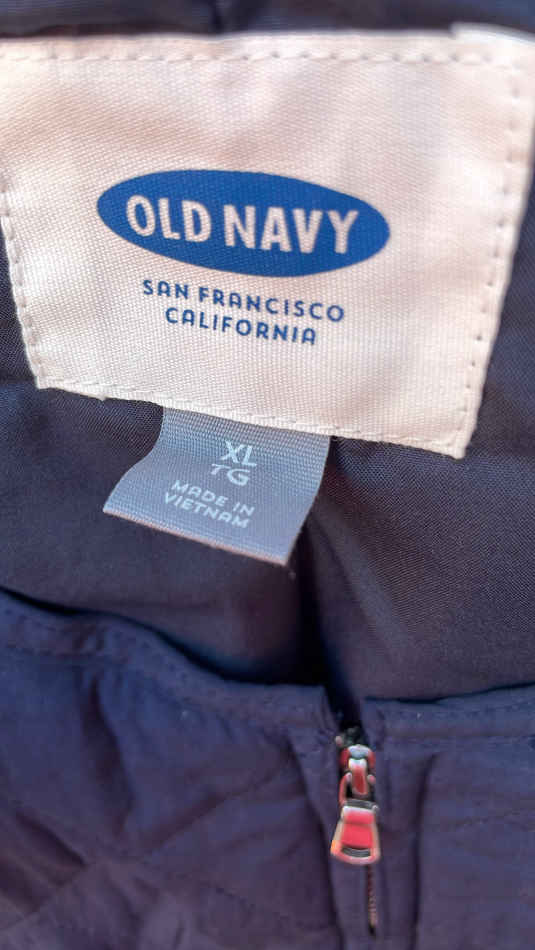 OLD NAVY
SAN FRANCISCO
CALIFORNIA
XL
TG
MADE IN
VIETNAM